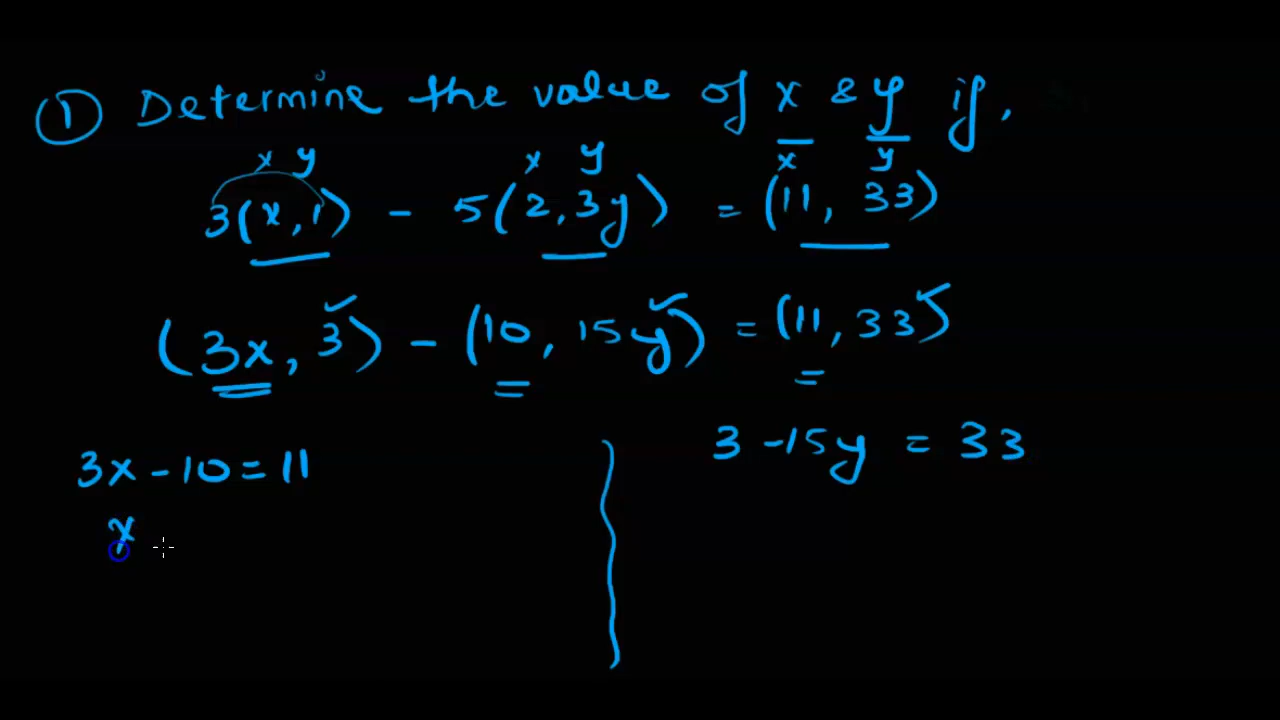 ① Determine the value of x & y if,
x y x y x y
3(x, 1) - 5(2, 3y) = (11, 33)
(3x, 3) - (10, 15y) = (11, 33)
3x - 10 = 11
3 - 15y = 33
x